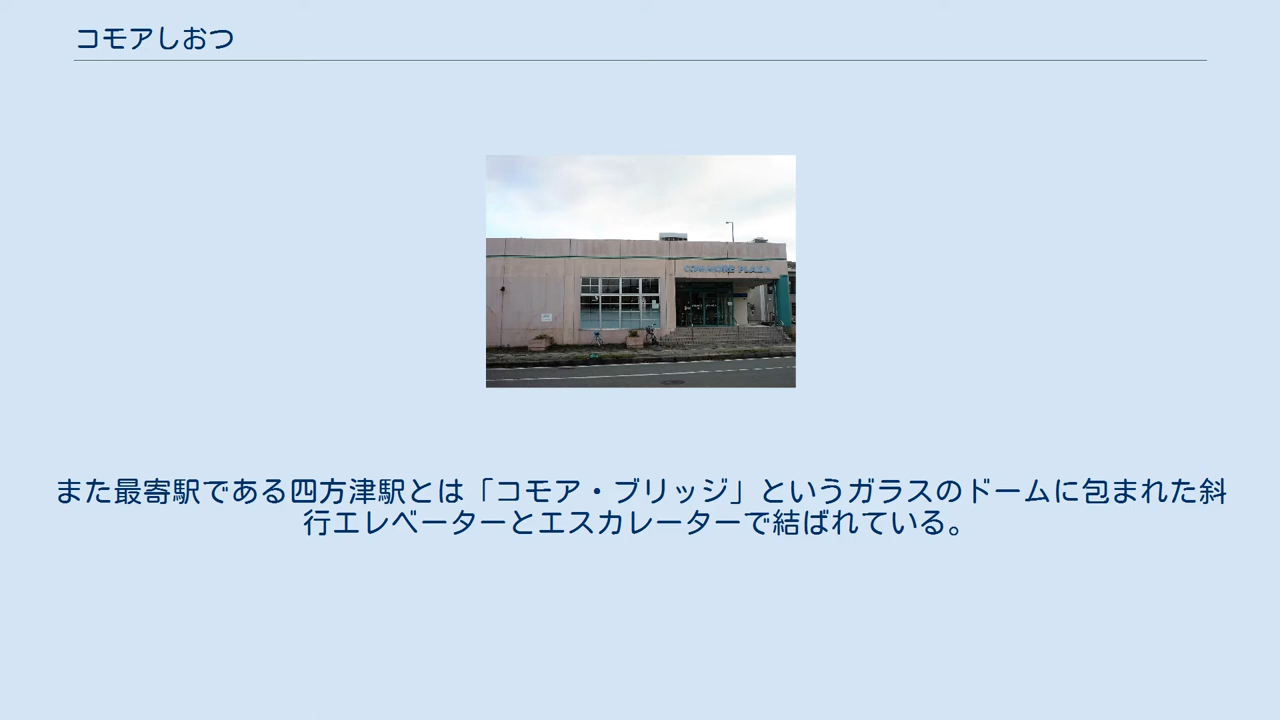 コモアしおつ
COMMORE PLAZA
また最寄駅である四方津駅とは「コモア・ブリッジ」というガラスのドームに包まれた斜
行エレベーターとエスカレーターで結ばれている。